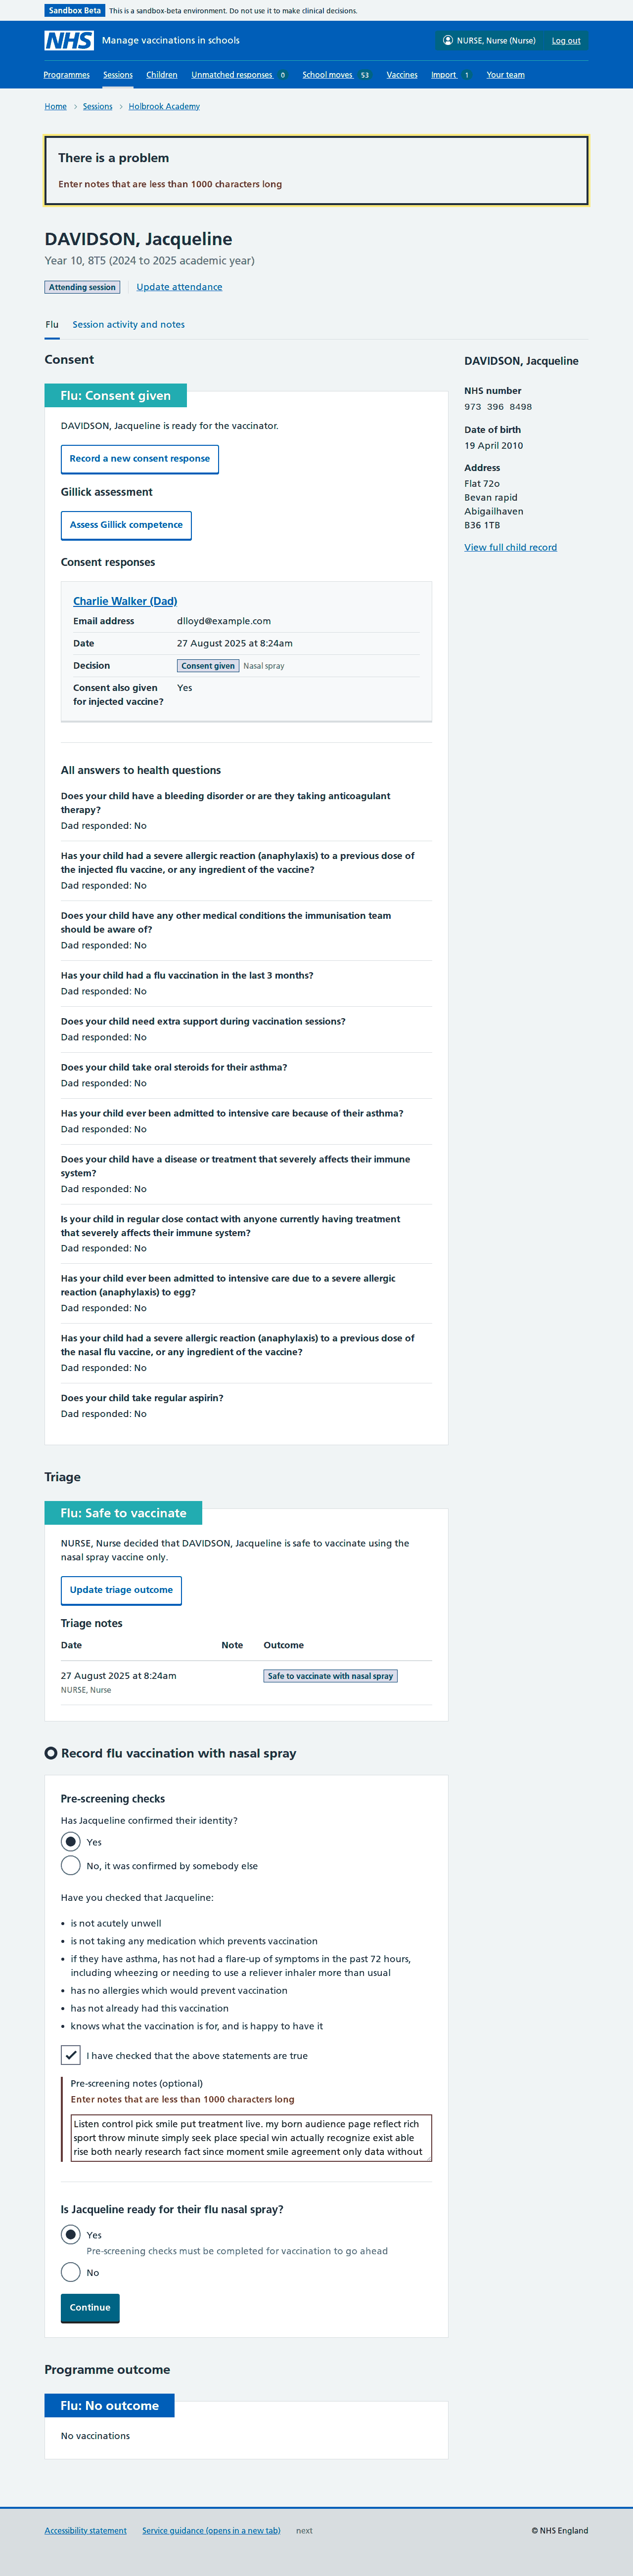 Sandbox Beta This is a sandbox-beta environment. Do not use it to make clinical decisions.
NHS Manage vaccinations in schools
NURSE, Nurse (Nurse) Log out
Programmes Sessions Children Unmatched responses 0 School moves 53 Vaccines Import 1 Your team
Home Sessions Holbrook Academy
There is a problem
Enter notes that are less than 1000 characters long
DAVIDSON, Jacqueline
Year 10, 8T5 (2024 to 2025 academic year)
Attending session Update attendance
Flu Session activity and notes
Consent
Flu: Consent given
DAVIDSON, Jacqueline is ready for the vaccinator.
Record a new consent response
Gillick assessment
Assess Gillick competence
Consent responses
Charlie Walker (Dad)
Email address dlloyd@example.com
Date 27 August 2025 at 8:24am
Decision Consent given Nasal spray
Consent also given Yes
for injected vaccine?
All answers to health questions
Does your child have a bleeding disorder or are they taking anticoagulant
therapy?
Dad responded: No
Has your child had a severe allergic reaction (anaphylaxis) to a previous dose of
the injected flu vaccine, or any ingredient of the vaccine?
Dad responded: No
Does your child have any other medical conditions the immunisation team
should be aware of?
Dad responded: No
Has your child had a flu vaccination in the last 3 months?
Dad responded: No
Does your child need extra support during vaccination sessions?
Dad responded: No
Does your child take oral steroids for their asthma?
Dad responded: No
Has your child ever been admitted to intensive care because of their asthma?
Dad responded: No
Does your child have a disease or treatment that severely affects their immune
system?
Dad responded: No
Is your child in regular close contact with anyone currently having treatment
that severely affects their immune system?
Dad responded: No
Has your child ever been admitted to intensive care due to a severe allergic
reaction (anaphylaxis) to egg?
Dad responded: No
Has your child had a severe allergic reaction (anaphylaxis) to a previous dose of
the nasal flu vaccine, or any ingredient of the vaccine?
Dad responded: No
Does your child take regular aspirin?
Dad responded: No
DAVIDSON, Jacqueline
NHS number
973 396 8498
Date of birth
19 April 2010
Address
Flat 72o
Bevan rapid
Abigailhaven
B36 1TB
View full child record
Triage
Flu: Safe to vaccinate
NURSE, Nurse decided that DAVIDSON, Jacqueline is safe to vaccinate using the
nasal spray vaccine only.
Update triage outcome
Triage notes
Date Note Outcome
27 August 2025 at 8:24am Safe to vaccinate with nasal spray
NURSE, Nurse
Record flu vaccination with nasal spray
Pre-screening checks
Has Jacqueline confirmed their identity?
Yes
No, it was confirmed by somebody else
Have you checked that Jacqueline:
• is not acutely unwell
• is not taking any medication which prevents vaccination
• if they have asthma, has not had a flare-up of symptoms in the past 72 hours,
including wheezing or needing to use a reliever inhaler more than usual
• has no allergies which would prevent vaccination
• has not already had this vaccination
• knows what the vaccination is for, and is happy to have it
I have checked that the above statements are true
Pre-screening notes (optional)
Enter notes that are less than 1000 characters long
Listen control pick smile put treatment live. my born audience page reflect rich
sport throw minute simply seek place special win actually recognize exist able
rise both nearly research fact since moment smile agreement only data without
Is Jacqueline ready for their flu nasal spray?
Yes
Pre-screening checks must be completed for vaccination to go ahead
No
Continue
Programme outcome
Flu: No outcome
No vaccinations
Accessibility statement Service guidance (opens in a new tab) next © NHS England